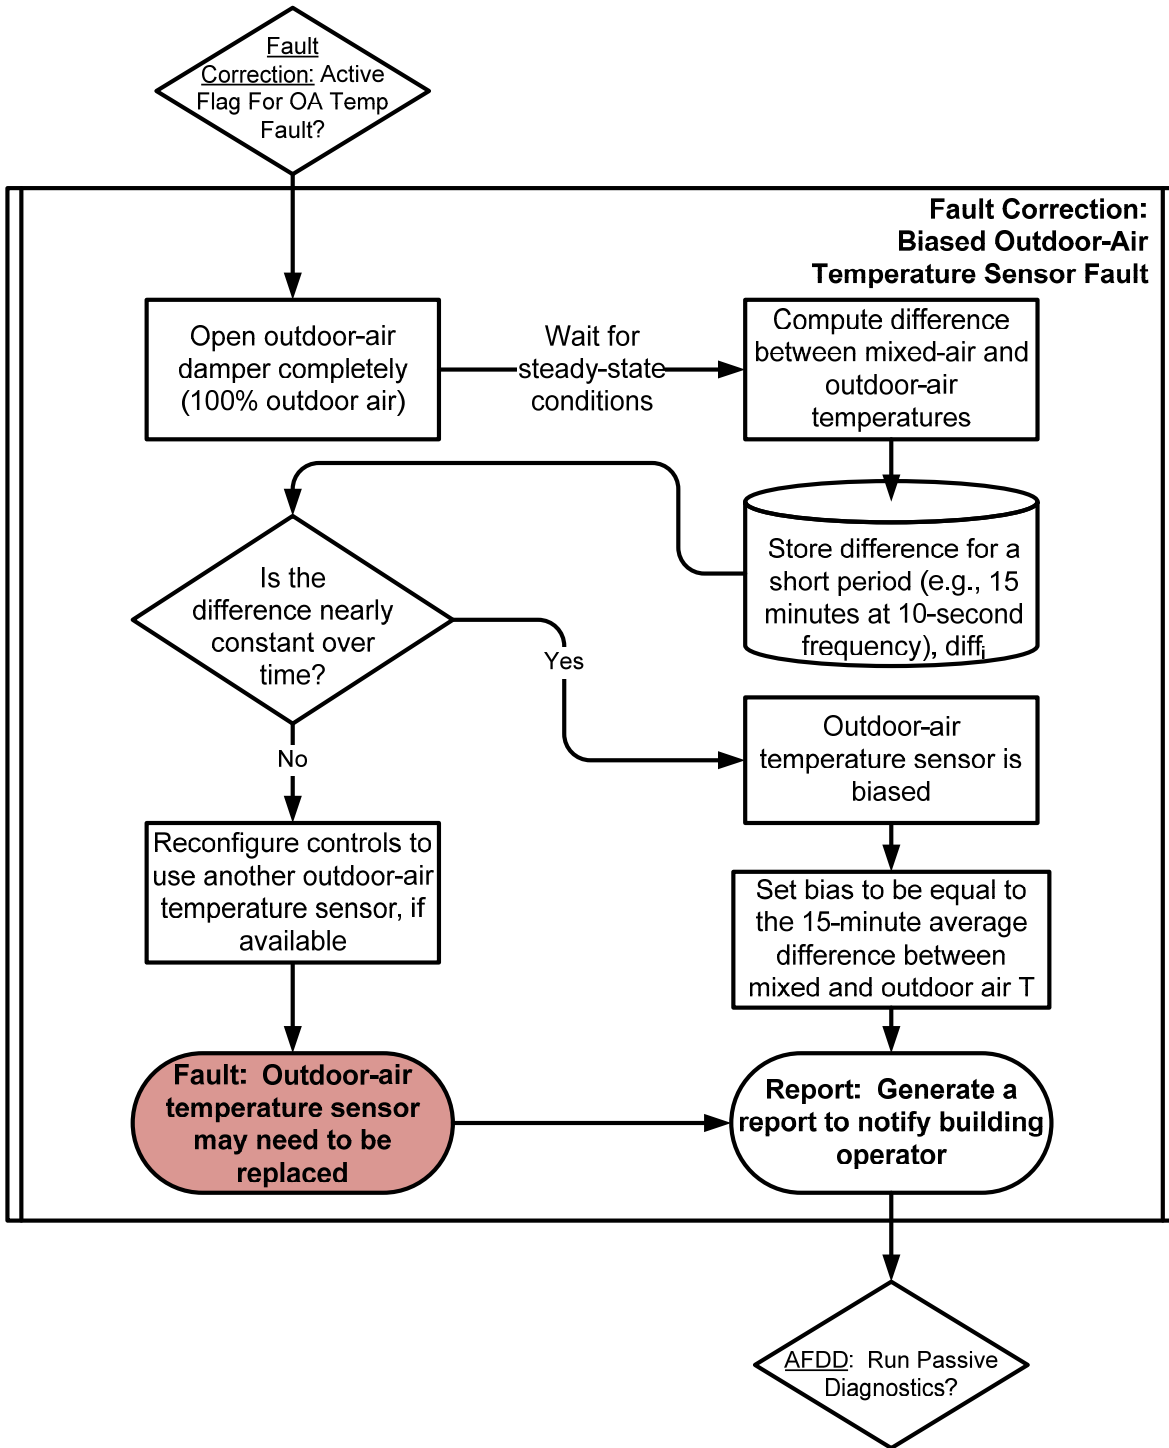 Fault
Correction: Active
Flag For OA Temp
Fault?
Fault Correction:
Biased Outdoor-Air
Temperature Sensor Fault
Open outdoor-air
damper completely
(100% outdoor air)
Wait for
steady-state
conditions
Compute difference
between mixed-air and
outdoor-air
temperatures
Store difference for a
short period (e.g., 15
minutes at 10-second
frequency), diffi
Is the
difference nearly
constant over
time?
Yes
No
Outdoor-air
temperature sensor is
biased
Reconfigure controls to
use another outdoor-air
temperature sensor, if
available
Set bias to be equal to
the 15-minute average
difference between
mixed and outdoor air T
Fault: Outdoor-air
temperature sensor
may need to be
replaced
Report: Generate a
report to notify building
operator
AFDD: Run Passive
Diagnostics?